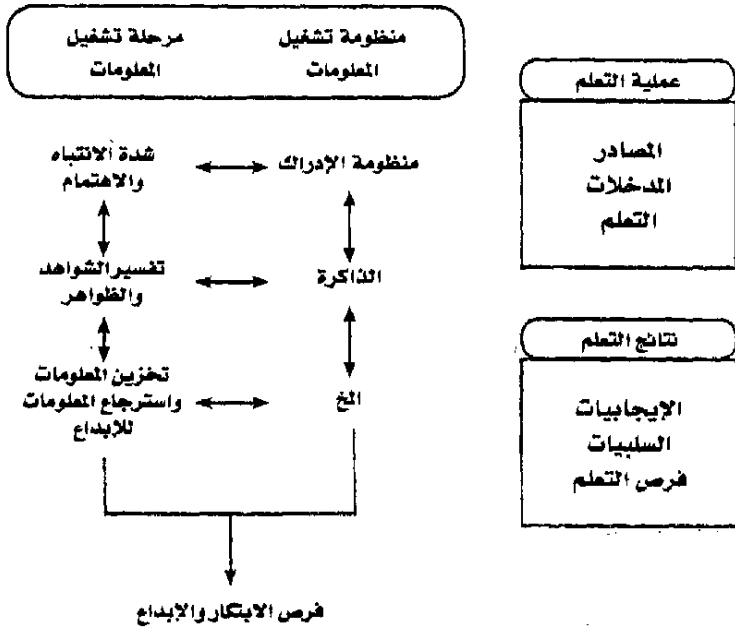 منظومة تشغيل
المعلومات
مرحلة تشغيل
المعلومات
منظومة الإدراك
شدة الانتباه
والاهتمام
الذاكرة
تفسير الشواهد
والظواهر
المخ
تخزين المعلومات
واسترجاع المعلومات
للإبداع
فرص الابتكار والإبداع
عملية التعلم
المصادر
المدخلات
التعلم
نتائج التعلم
الإيجابيات
السلبيات
فرص التعلم